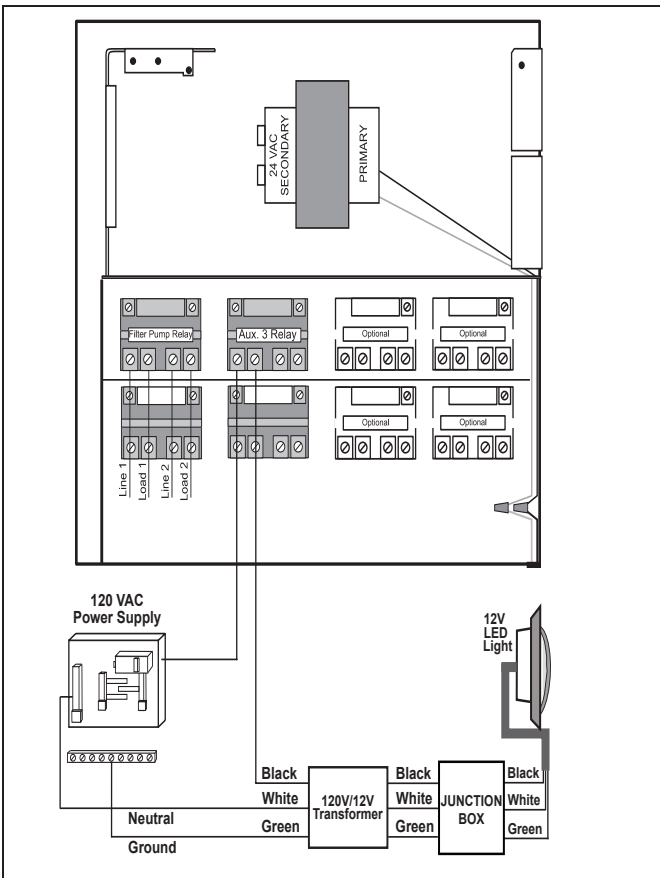 24 VAC
SECONDARY
PRIMARY
Filter Pump Relay
Aux. 3 Relay
Optional
Optional
Optional
Optional
Line 1
Load 1
Line 2
Load 2
120 VAC
Power Supply
12V
LED
Light
Black
Black
Black
White
120V/12V
Transformer
White
JUNCTION
BOX
White
Neutral
Green
Green
Green
Ground